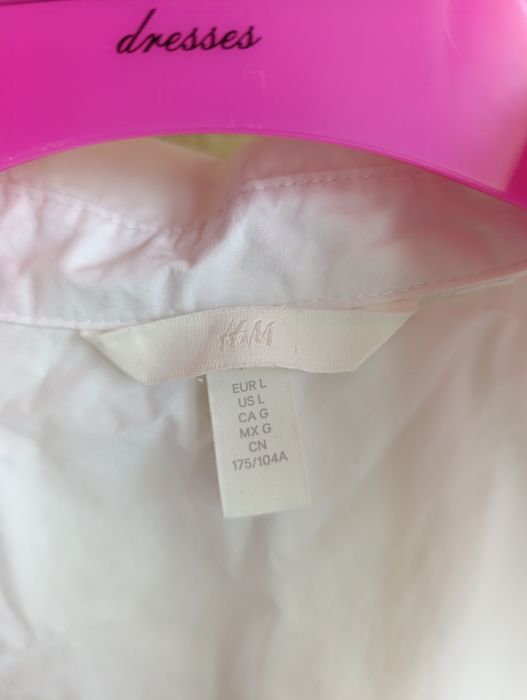 dresses
H&M
EUR L
US L
CA G
MX G
CN
175/104A